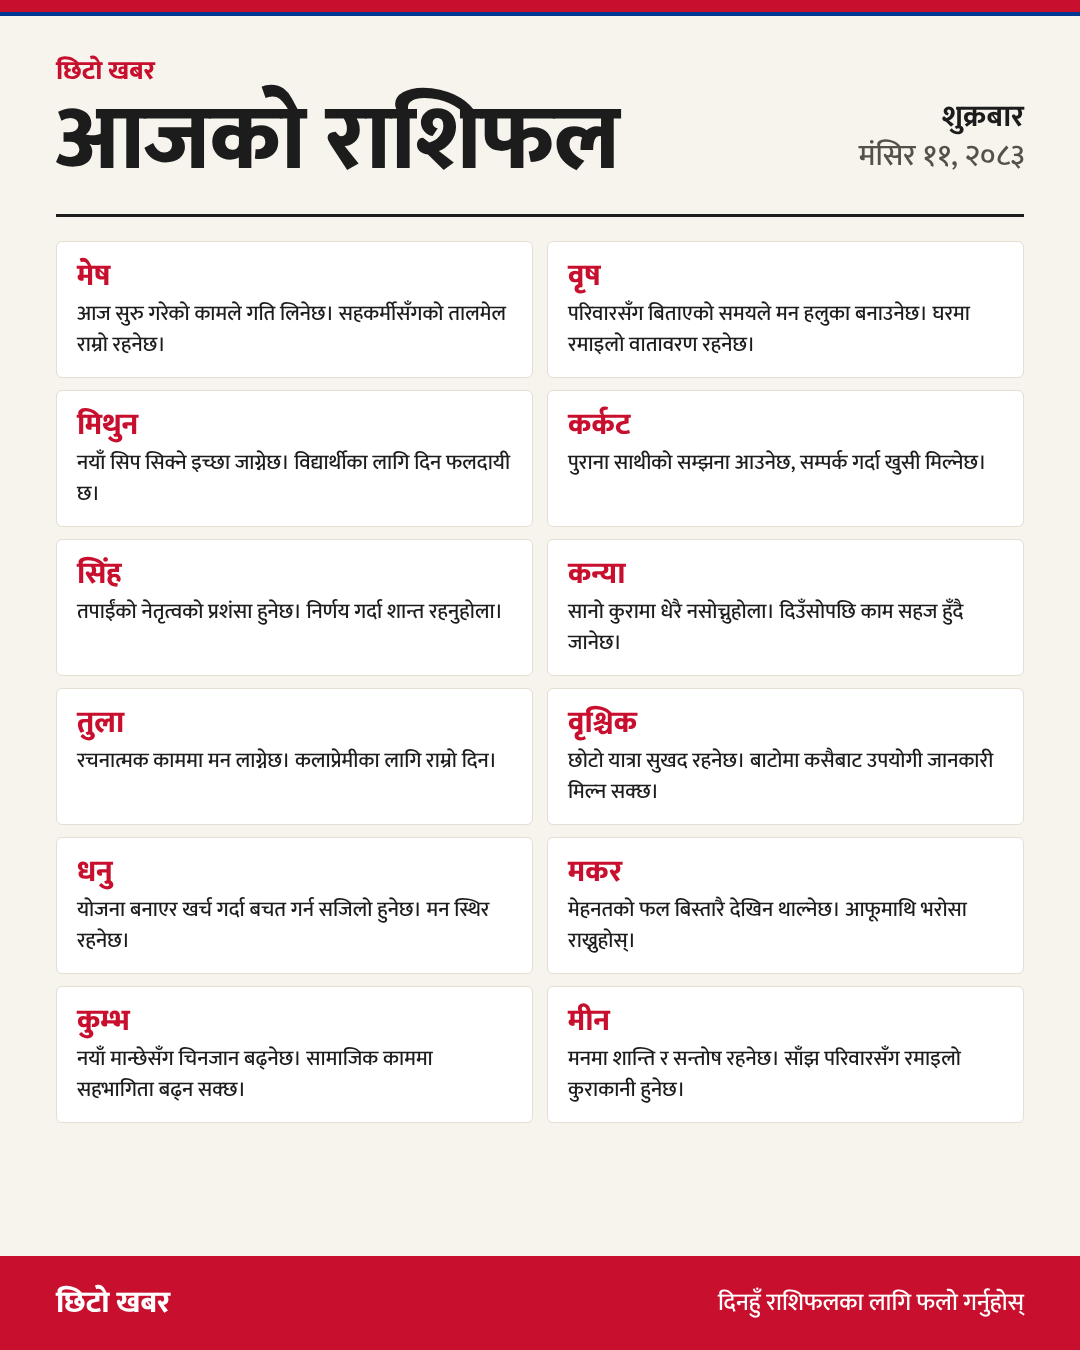 छिटो खबर
आजको राशिफल
शुक्रबार
मंसिर ११, २०८३
मेष
आज सुरु गरेको कामले गति लिनेछ। सहकर्मीसँगको तालमेल
राम्रो रहनेछ।
वृष
परिवारसँग बिताएको समयले मन हलुका बनाउनेछ। घरमा
रमाइलो वातावरण रहनेछ।
मिथुन
नयाँ सिप सिक्ने इच्छा जाग्नेछ। विद्यार्थीका लागि दिन फलदायी
छ।
कर्कट
पुराना साथीको सम्झना आउनेछ, सम्पर्क गर्दा खुसी मिल्नेछ।
सिंह
तपाईंको नेतृत्वको प्रशंसा हुनेछ। निर्णय गर्दा शान्त रहनुहोला।
कन्या
सानो कुरामा धेरै नसोच्नुहोला। दिउँसोपछि काम सहज हुँदै
जानेछ।
तुला
रचनात्मक काममा मन लाग्नेछ। कलाप्रेमीका लागि राम्रो दिन।
वृश्चिक
छोटो यात्रा सुखद रहनेछ। बाटोमा कसैबाट उपयोगी जानकारी
मिल्न सक्छ।
धनु
योजना बनाएर खर्च गर्दा बचत गर्न सजिलो हुनेछ। मन स्थिर
रहनेछ।
मकर
मेहनतको फल बिस्तारै देखिन थाल्नेछ। आफूमाथि भरोसा
राख्नुहोस्।
कुम्भ
नयाँ मान्छेसँग चिनजान बढ्नेछ। सामाजिक काममा
सहभागिता बढ्न सक्छ।
मीन
मनमा शान्ति र सन्तोष रहनेछ। साँझ परिवारसँग रमाइलो
कुराकानी हुनेछ।
छिटो खबर
दिनहुँ राशिफलका लागि फलो गर्नुहोस्